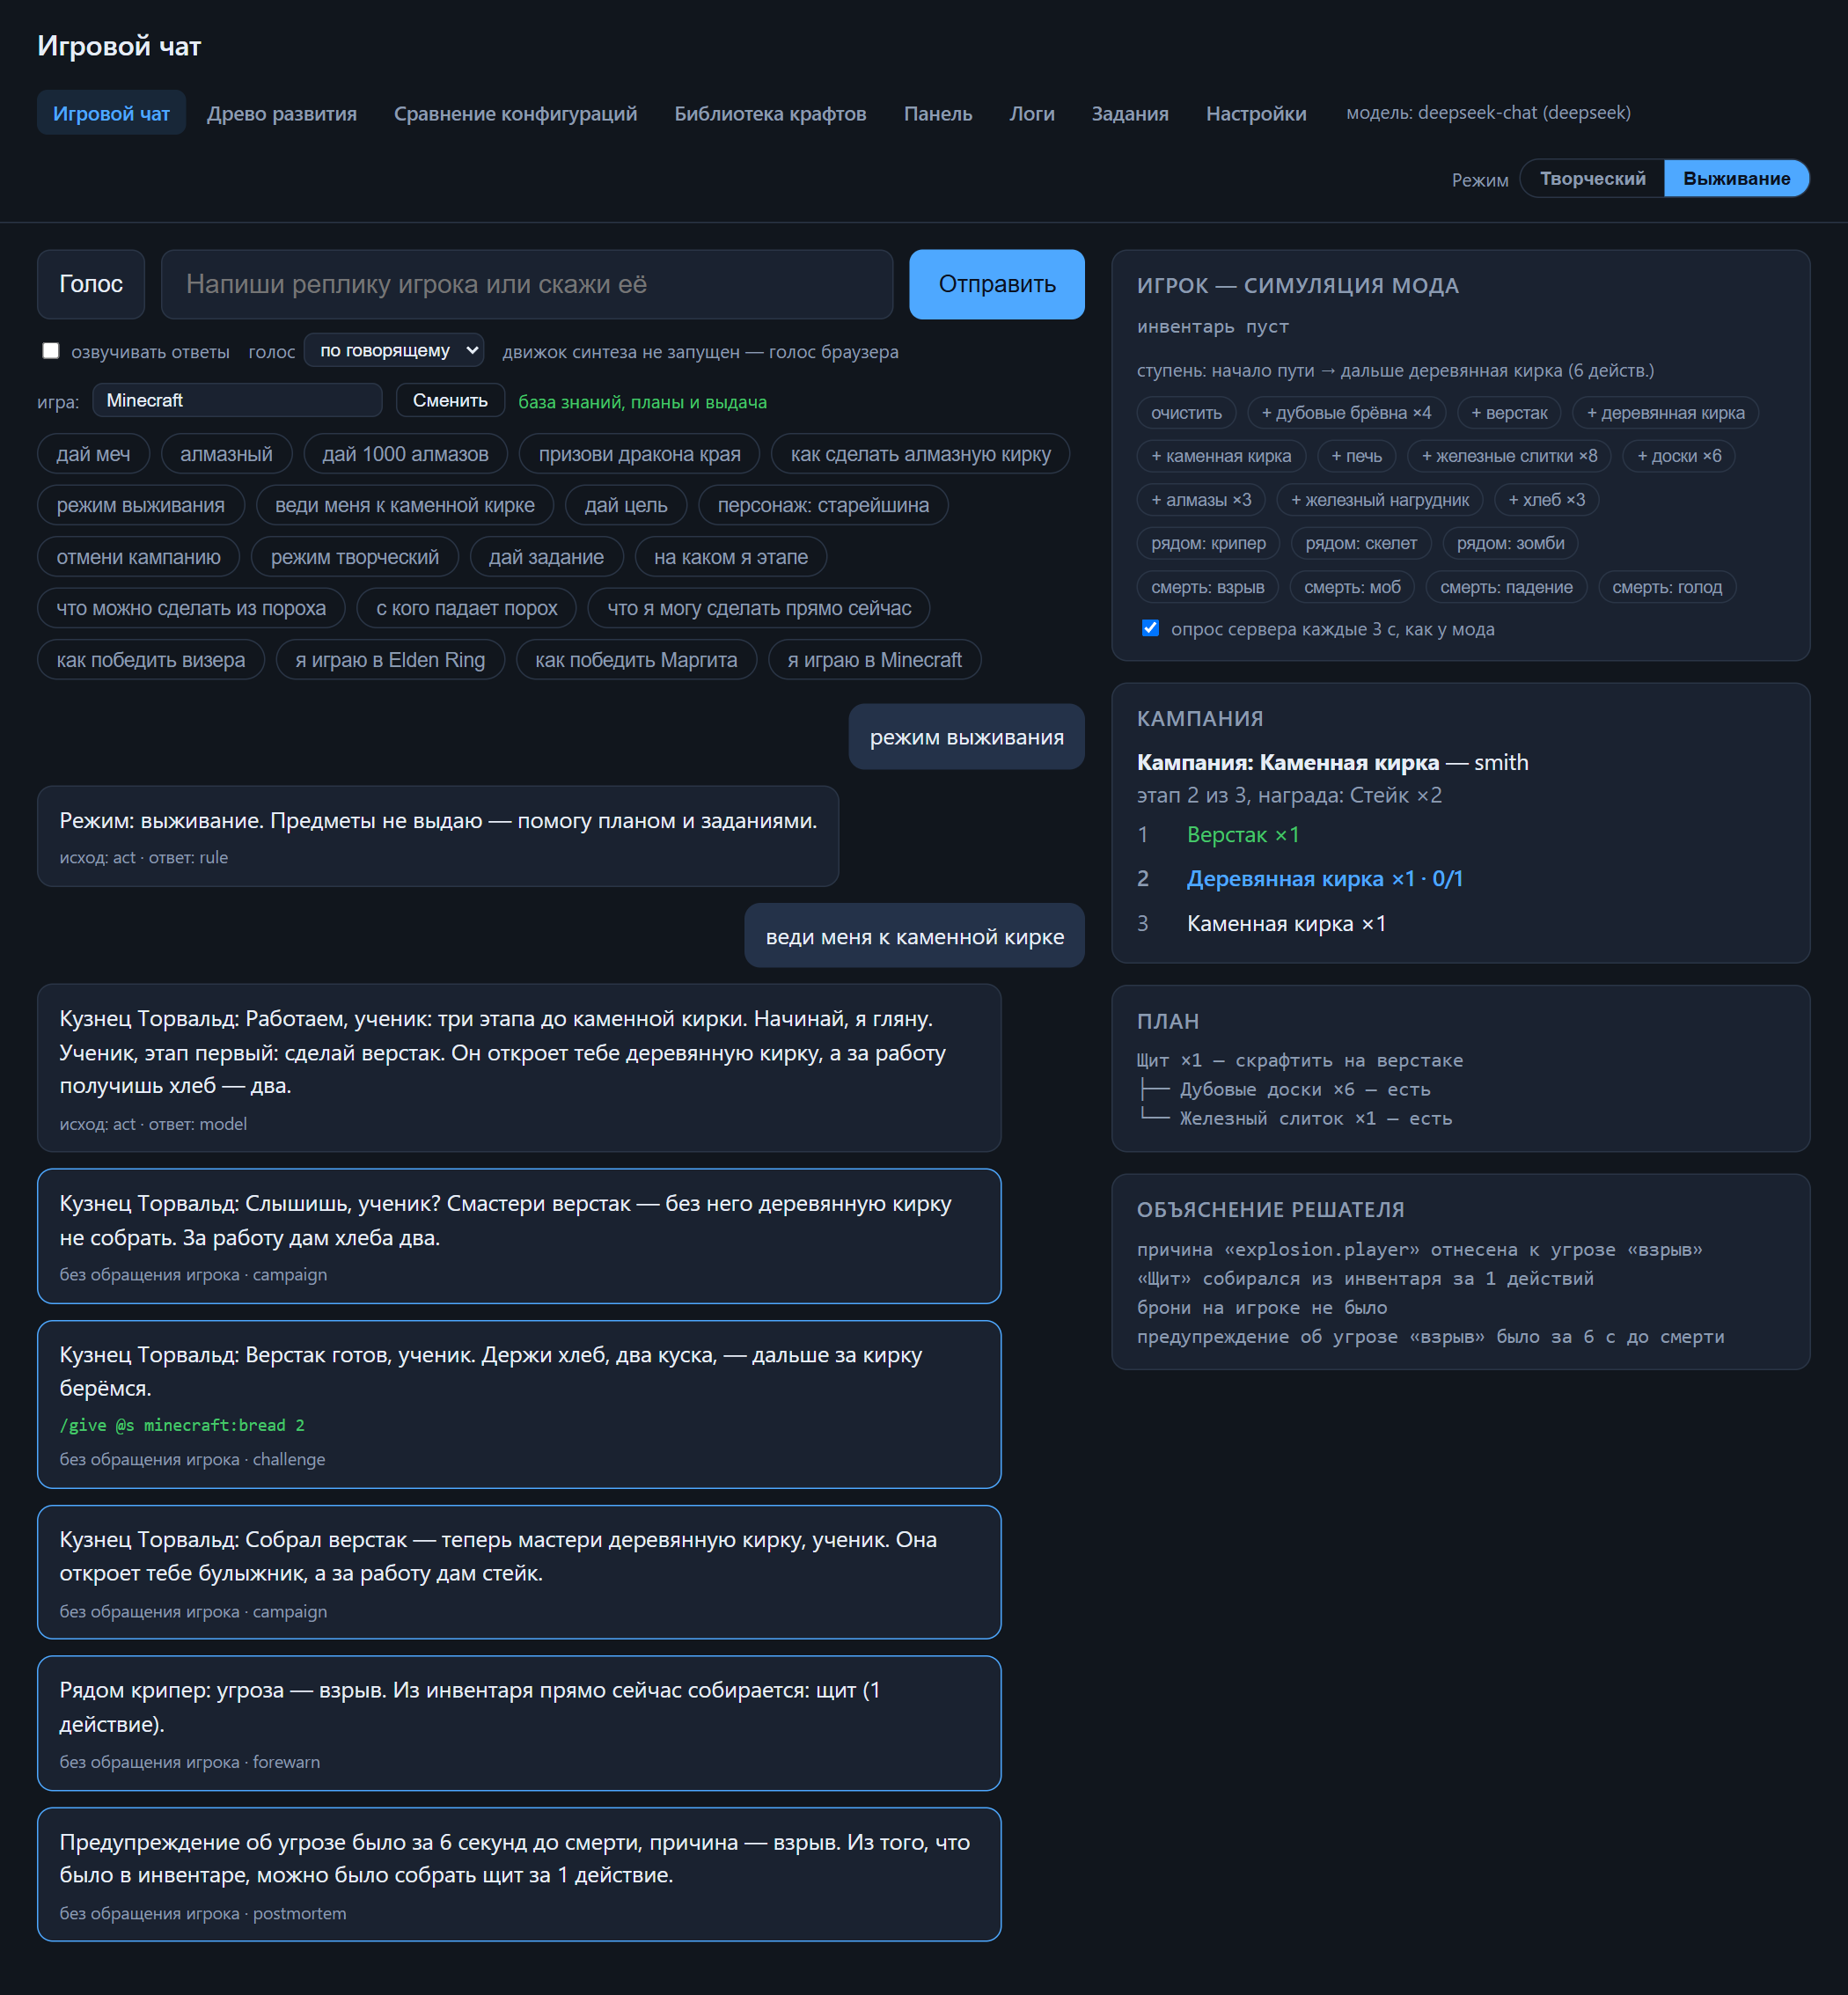 Игровой чат
Игровой чат Древо развития Сравнение конфигураций Библиотека крафтов Панель Логи Задания Настройки модель: deepseek-chat (deepseek)
Режим Творческий Выживание
Голос Напиши реплику игрока или скажи её Отправить
озвучивать ответы голос по говорящему движок синтеза не запущен — голос браузера
игра: Minecraft Сменить база знаний, планы и выдача
дай меч алмазный дай 1000 алмазов призови дракона края как сделать алмазную кирку
режим выживания веди меня к каменной кирке дай цель персонаж: старейшина
отмени кампанию режим творческий дай задание на каком я этапе
что можно сделать из пороха с кого падает порох что я могу сделать прямо сейчас
как победить визера я играю в Elden Ring как победить Маргита я играю в Minecraft
режим выживания
Режим: выживание. Предметы не выдаю — помогу планом и заданиями.
исход: act · ответ: rule
веди меня к каменной кирке
Кузнец Торвальд: Работаем, ученик: три этапа до каменной кирки. Начинай, я гляну.
Ученик, этап первый: сделай верстак. Он откроет тебе деревянную кирку, а за работу
получишь хлеб — два.
исход: act · ответ: model
Кузнец Торвальд: Слышишь, ученик? Смастери верстак — без него деревянную кирку
не собрать. За работу дам хлеба два.
без обращения игрока · campaign
Кузнец Торвальд: Верстак готов, ученик. Держи хлеб, два куска, — дальше за кирку
берёмся.
/give @s minecraft:bread 2
без обращения игрока · challenge
Кузнец Торвальд: Собрал верстак — теперь мастери деревянную кирку, ученик. Она
откроет тебе булыжник, а за работу дам стейк.
без обращения игрока · campaign
Рядом крипер: угроза — взрыв. Из инвентаря прямо сейчас собирается: щит (1
действие).
без обращения игрока · forewarn
Предупреждение об угрозе было за 6 секунд до смерти, причина — взрыв. Из того, что
было в инвентаре, можно было собрать щит за 1 действие.
без обращения игрока · postmortem
ИГРОК — СИМУЛЯЦИЯ МОДА
инвентарь пуст
ступень: начало пути → дальше деревянная кирка (6 действ.)
очистить + дубовые брёвна ×4 + верстак + деревянная кирка
+ каменная кирка + печь + железные слитки ×8 + доски ×6
+ алмазы ×3 + железный нагрудник + хлеб ×3
рядом: крипер рядом: скелет рядом: зомби
смерть: взрыв смерть: моб смерть: падение смерть: голод
опрос сервера каждые 3 с, как у мода
КАМПАНИЯ
Кампания: Каменная кирка — smith
этап 2 из 3, награда: Стейк ×2
1 Верстак ×1
2 Деревянная кирка ×1 · 0/1
3 Каменная кирка ×1
ПЛАН
Щит ×1 — скрафтить на верстаке
├── Дубовые доски ×6 — есть
└── Железный слиток ×1 — есть
ОБЪЯСНЕНИЕ РЕШАТЕЛЯ
причина «explosion.player» отнесена к угрозе «взрыв»
«Щит» собирался из инвентаря за 1 действий
брони на игроке не было
предупреждение об угрозе «взрыв» было за 6 с до смерти